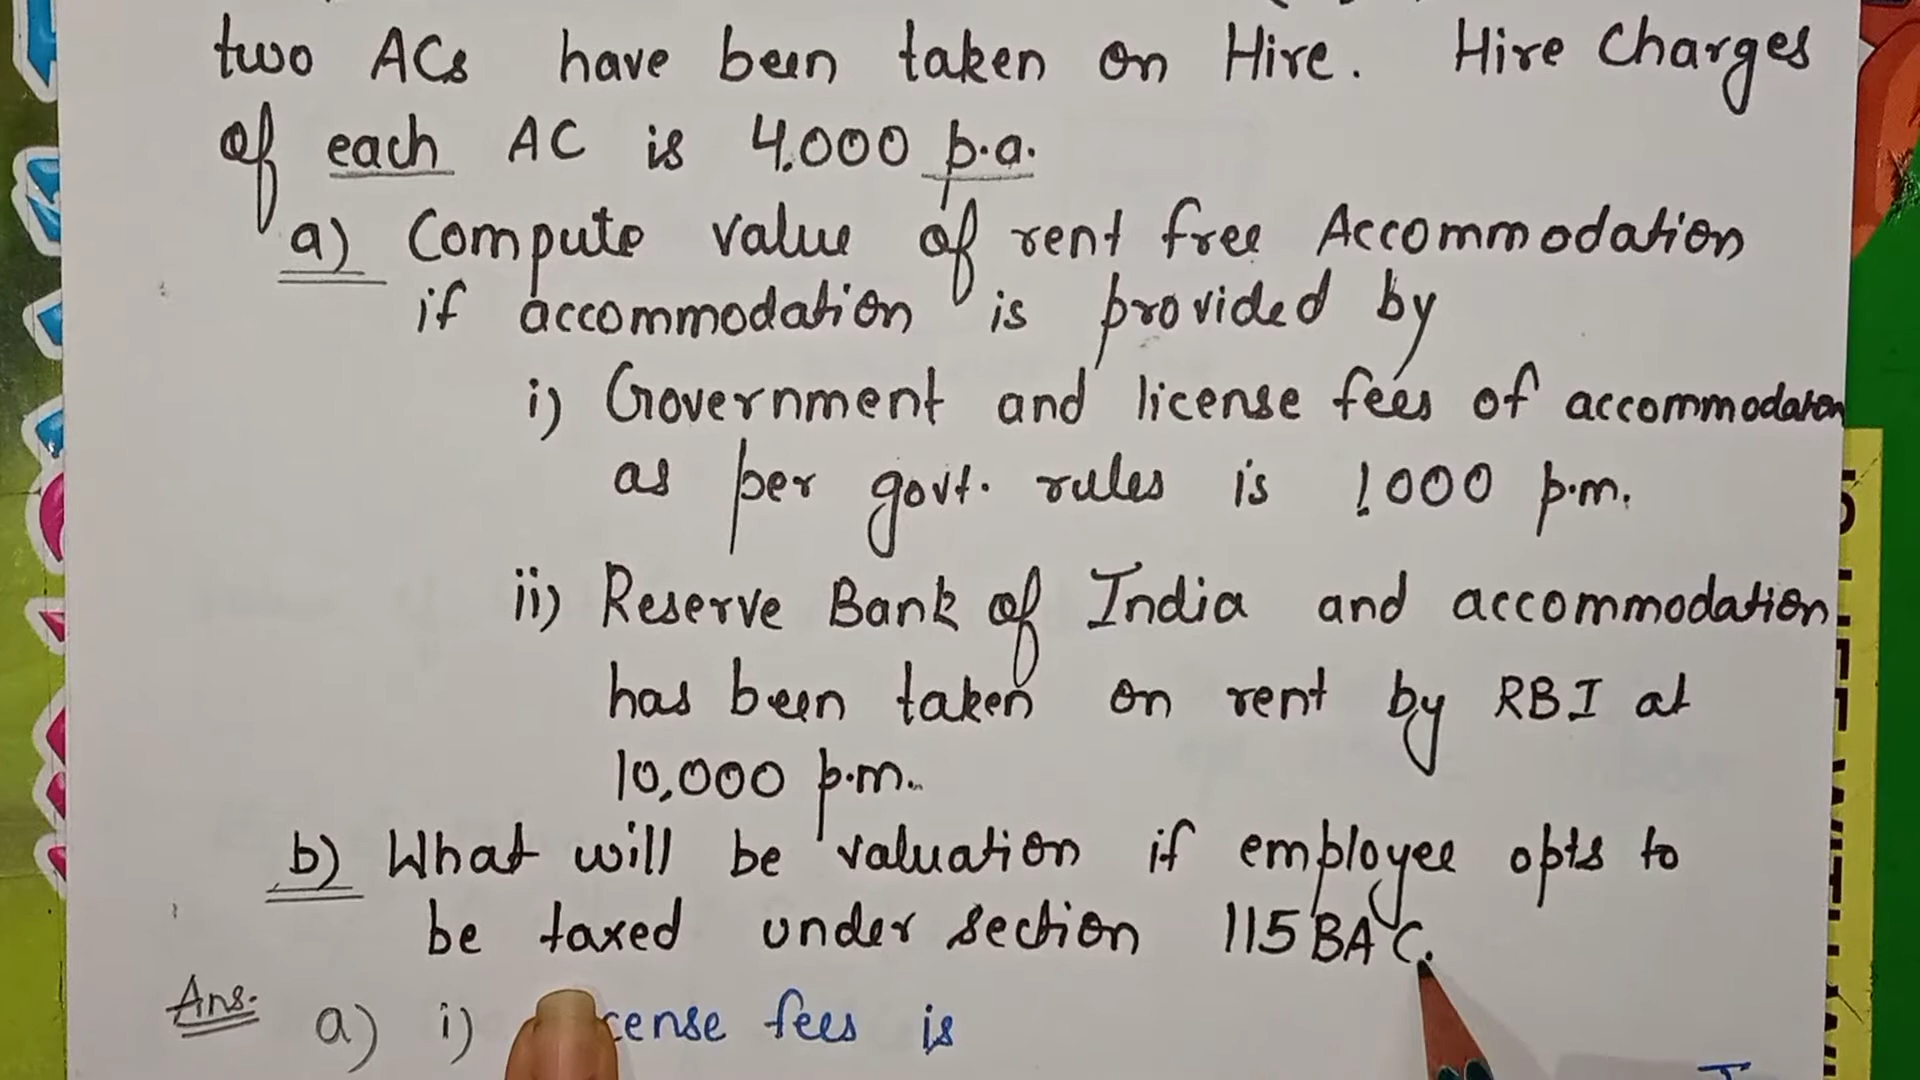 two ACs have been taken on Hire. Hire Charges
of each AC is 4,000 p.a.
a) Compute value of rent free Accommodation
if accommodation is provided by
i) Government and license fees of accommodation
as per govt. rules is 1000 p.m.
ii) Reserve Bank of India and accommodation
has been taken on rent by RBI at
10,000 p.m.
b) What will be valuation if employee opts to
be taxed under section 115BAC.
Ans. a) i) cense fees is